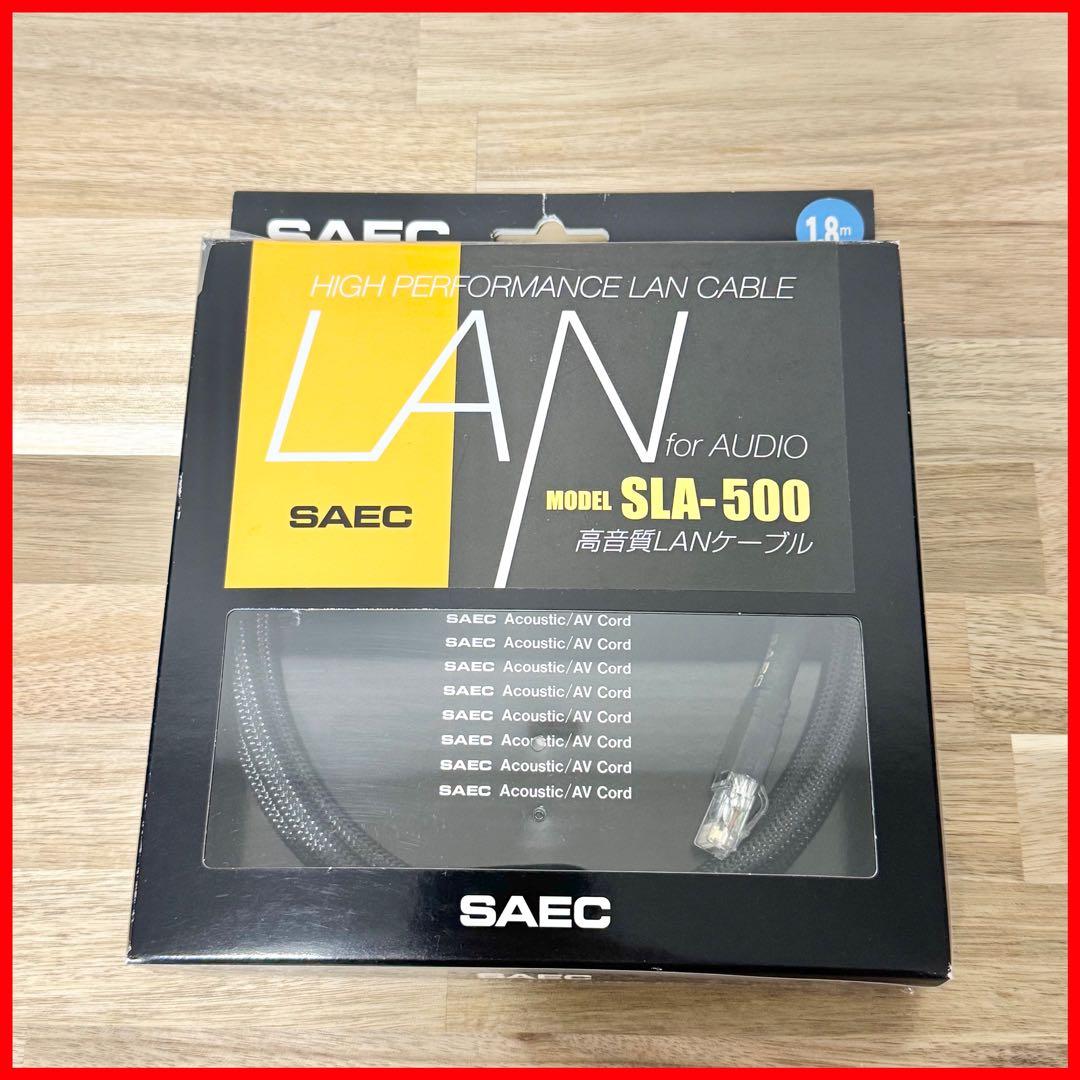 SAEC
1.8m
HIGH PERFORMANCE LAN CABLE
LAN
for AUDIO
MODEL SLA-500
SAEC
高音質LANケーブル
SAEC Acoustic/AV Cord
SAEC Acoustic/AV Cord
SAEC Acoustic/AV Cord
SAEC Acoustic/AV Cord
SAEC Acoustic/AV Cord
SAEC Acoustic/AV Cord
SAEC Acoustic/AV Cord
SAEC Acoustic/AV Cord
SAEC
SAEC